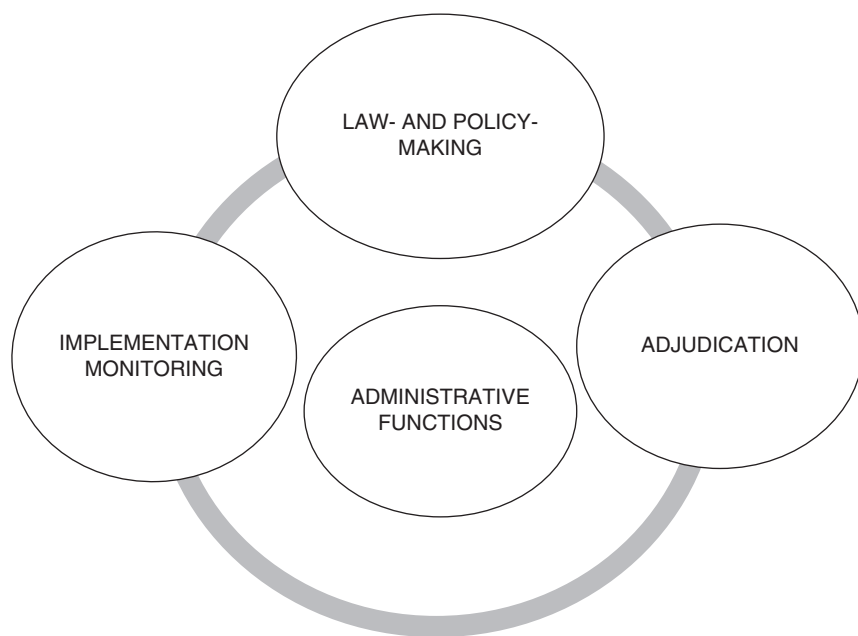 LAW- AND POLICY-
MAKING
IMPLEMENTATION
MONITORING
ADJUDICATION
ADMINISTRATIVE
FUNCTIONS